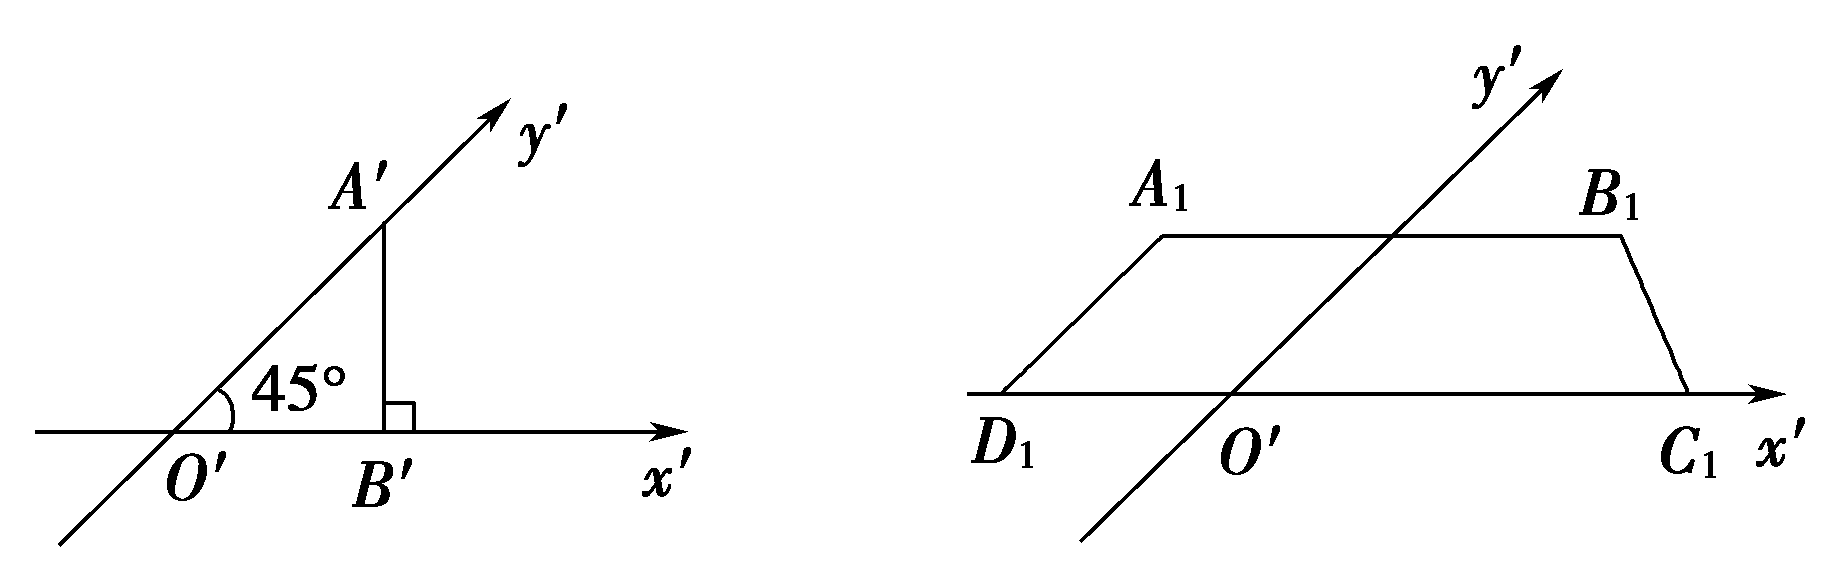 y′
A′
45°
O′
B′
x′
y′
A₁
B₁
D₁
O′
C₁
x′